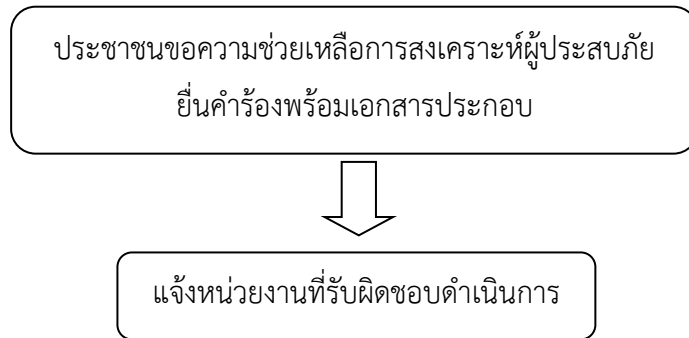 ประชาชนขอความช่วยเหลือการสงเคราะห์ผู้ประสบภัย
ยื่นคำร้องพร้อมเอกสารประกอบ
แจ้งหน่วยงานที่รับผิดชอบดำเนินการ